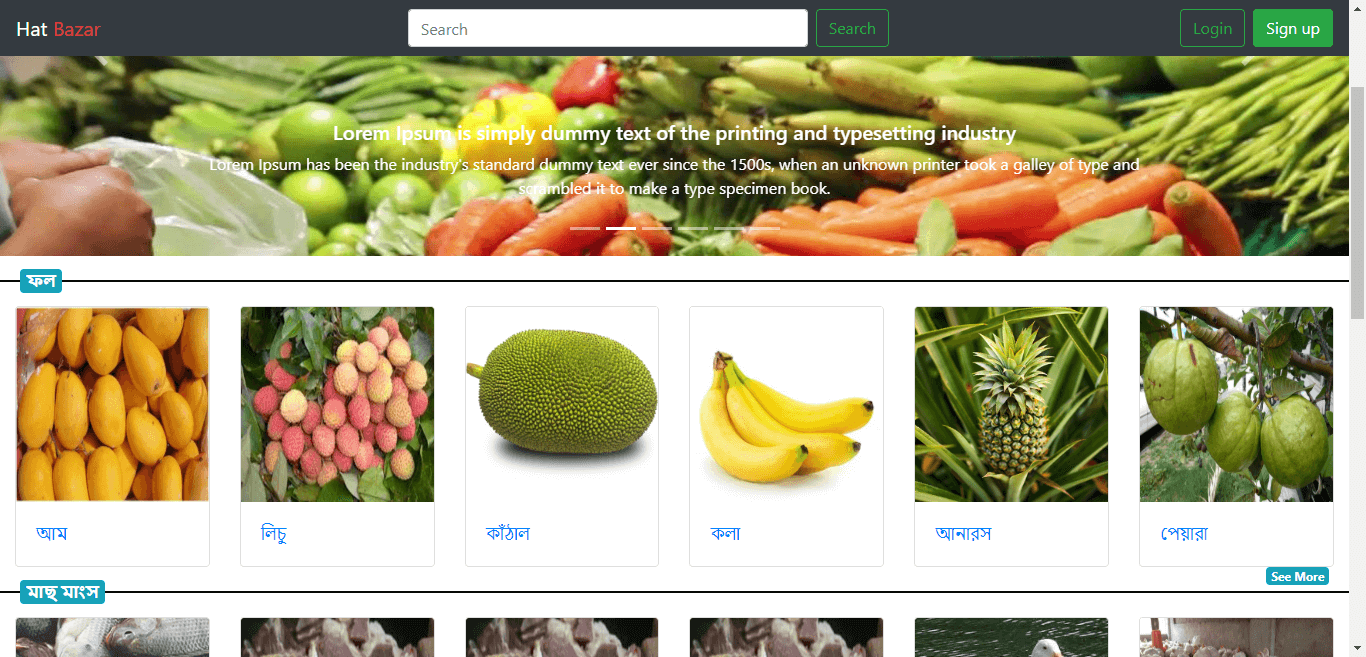 Hat Bazar
Search
Search
Login
Sign up
Lorem Ipsum is simply dummy text of the printing and typesetting industry
Lorem Ipsum has been the industry's standard dummy text ever since the 1500s, when an unknown printer took a galley of type and
scrambled it to make a type specimen book.
ফল
আম
লিচু
কাঁঠাল
কলা
আনারস
পেয়ারা
See More
মাছ মাংস